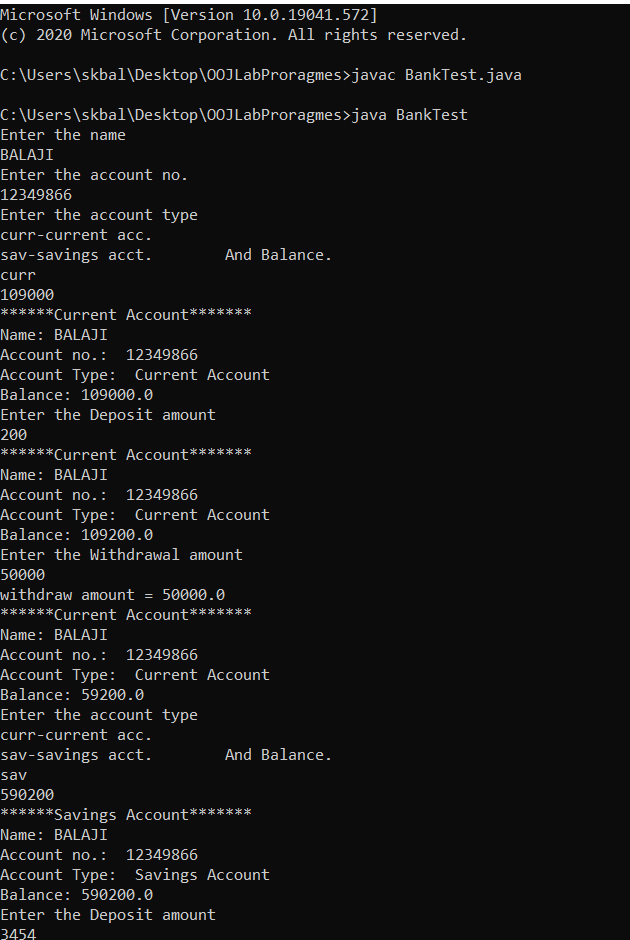 Microsoft Windows [Version 10.0.19041.572]
(c) 2020 Microsoft Corporation. All rights reserved.
C:\Users\skbal\Desktop\OOJLabProragmes>javac BankTest.java
C:\Users\skbal\Desktop\OOJLabProragmes>java BankTest
Enter the name
BALAJI
Enter the account no.
12349866
Enter the account type
curr-current acc.
sav-savings acct.        And Balance.
curr
109000
******Current Account*******
Name: BALAJI
Account no.:  12349866
Account Type:  Current Account
Balance: 109000.0
Enter the Deposit amount
200
******Current Account*******
Name: BALAJI
Account no.:  12349866
Account Type:  Current Account
Balance: 109200.0
Enter the Withdrawal amount
50000
withdraw amount = 50000.0
******Current Account*******
Name: BALAJI
Account no.:  12349866
Account Type:  Current Account
Balance: 59200.0
Enter the account type
curr-current acc.
sav-savings acct.        And Balance.
sav
590200
******Savings Account*******
Name: BALAJI
Account no.:  12349866
Account Type:  Savings Account
Balance: 590200.0
Enter the Deposit amount
3454